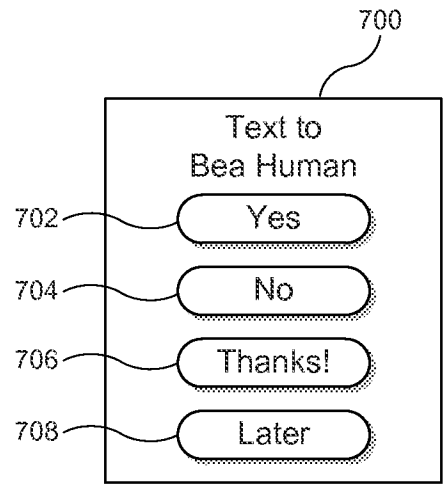 700
Text to
Bea Human
702
Yes
704
No
706
Thanks!
708
Later